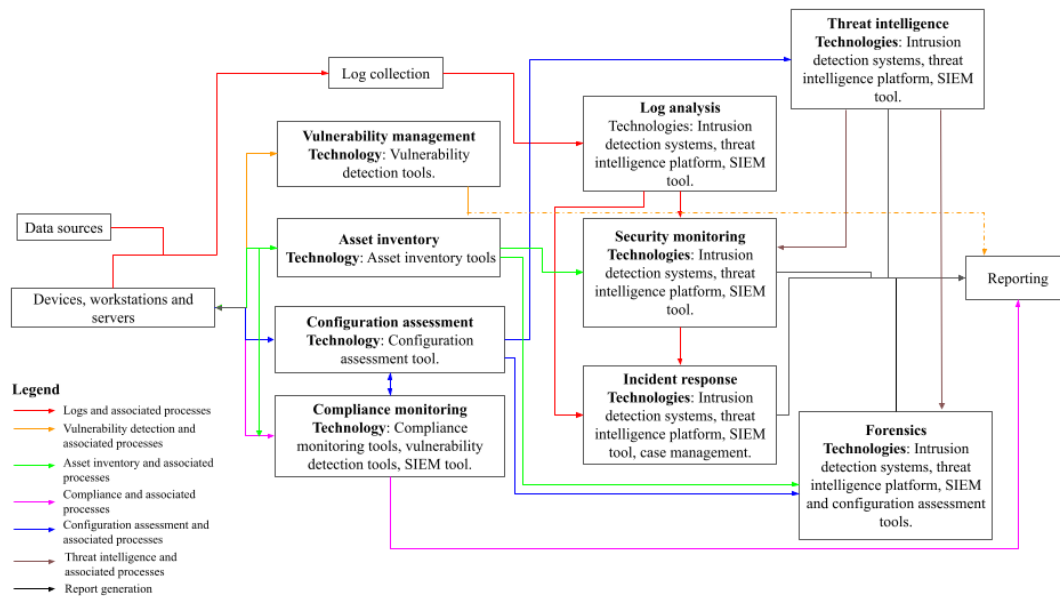 Threat intelligence
Technologies: Intrusion
detection systems, threat
intelligence platform, SIEM
tool.
Log collection
Log analysis
Technologies: Intrusion
detection systems, threat
intelligence platform, SIEM
tool.
Vulnerability management
Technology: Vulnerability
detection tools.
Data sources
Asset inventory
Technology: Asset inventory tools
Security monitoring
Technologies: Intrusion
detection systems, threat
intelligence platform, SIEM
tool.
Reporting
Devices, workstations and
servers
Configuration assessment
Technology: Configuration
assessment tool.
Incident response
Technologies: Intrusion
detection systems, threat
intelligence platform, SIEM
tool, case management.
Compliance monitoring
Technology: Compliance
monitoring tools, vulnerability
detection tools, SIEM tool.
Forensics
Technologies: Intrusion
detection systems, threat
intelligence platform, SIEM
and configuration assessment
tools.
Legend
Logs and associated processes
Vulnerability detection and
associated processes
Asset inventory and associated
processes
Compliance and associated
processes
Configuration assessment and
associated processes
Threat intelligence and
associated processes
Report generation